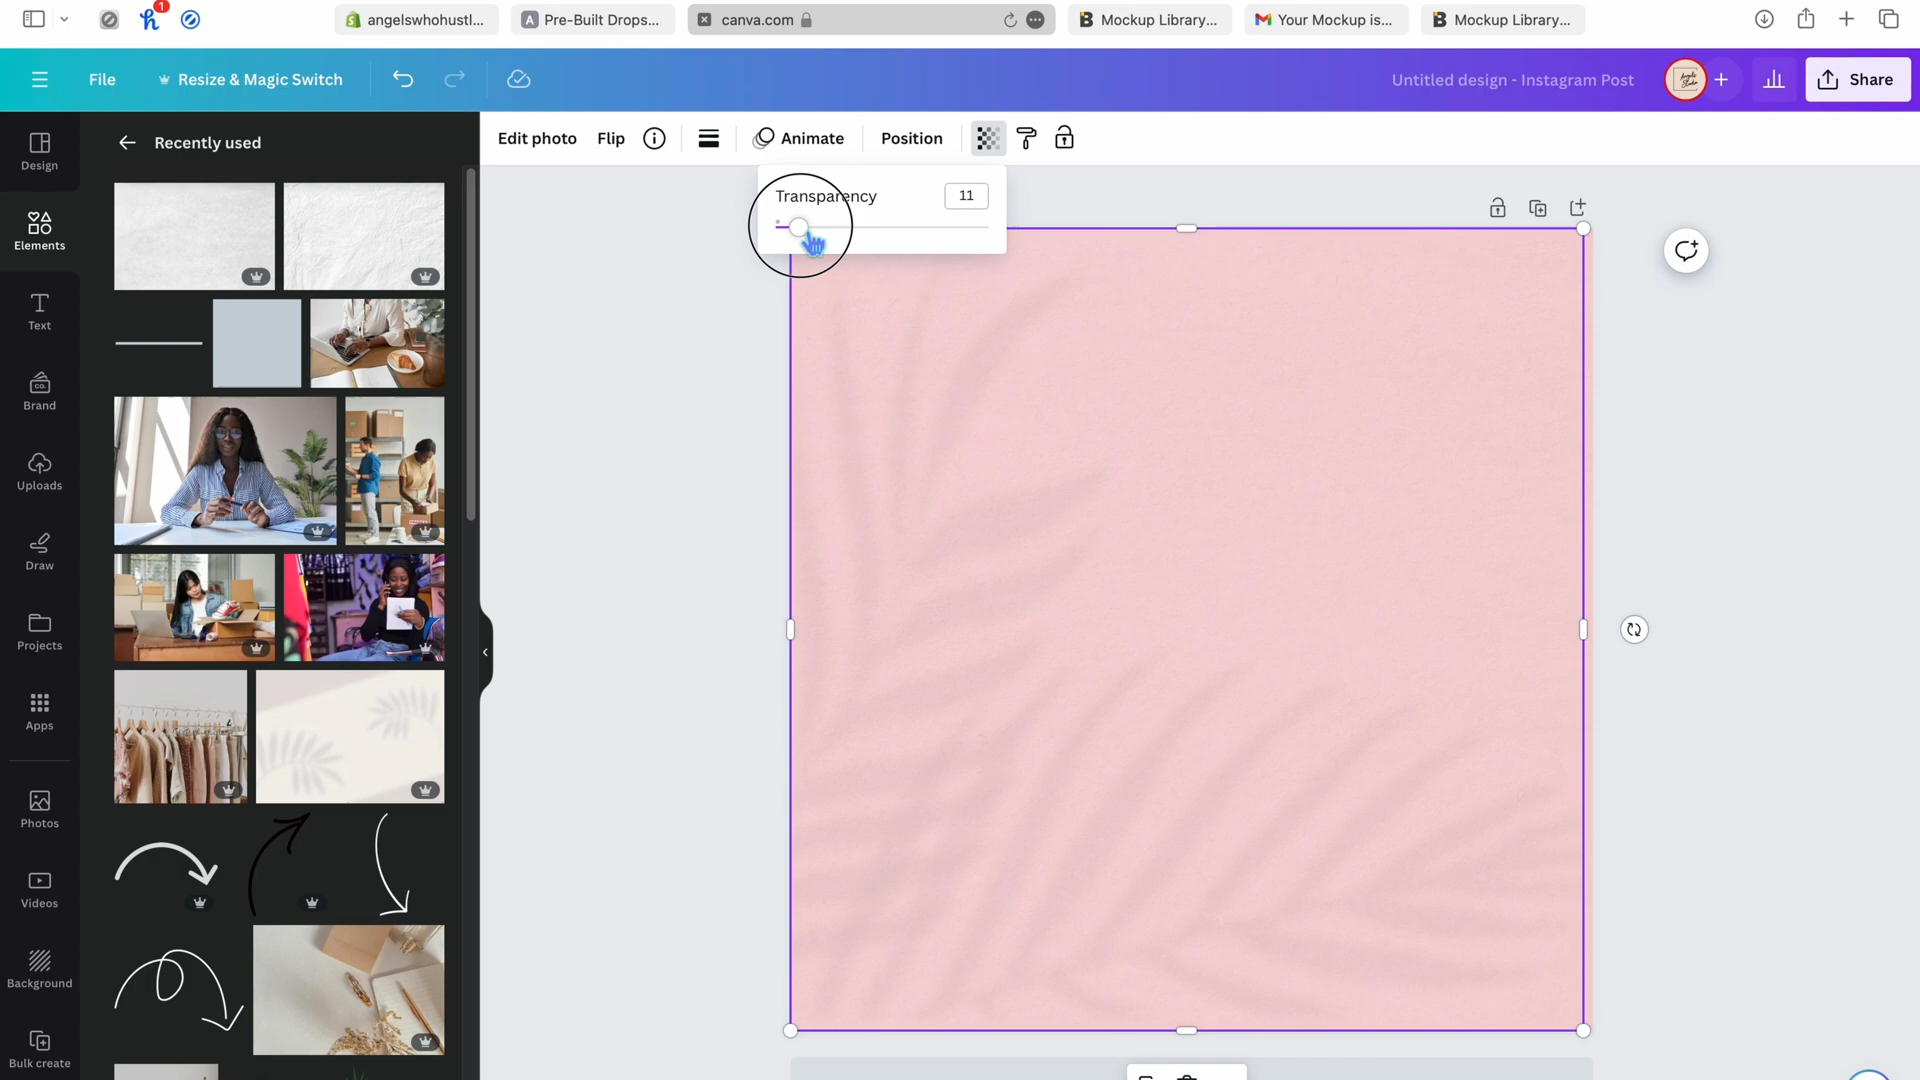 1
angelswhohustl...
Pre-Built Drops...
canva.com
Mockup Library...
Your Mockup is...
Mockup Library...
File
Resize & Magic Switch
Untitled design - Instagram Post
Share
Design
Elements
Text
Brand
Uploads
Draw
Projects
Apps
Photos
Videos
Background
Bulk create
Recently used
Edit photo
Flip
Animate
Position
Transparency
11